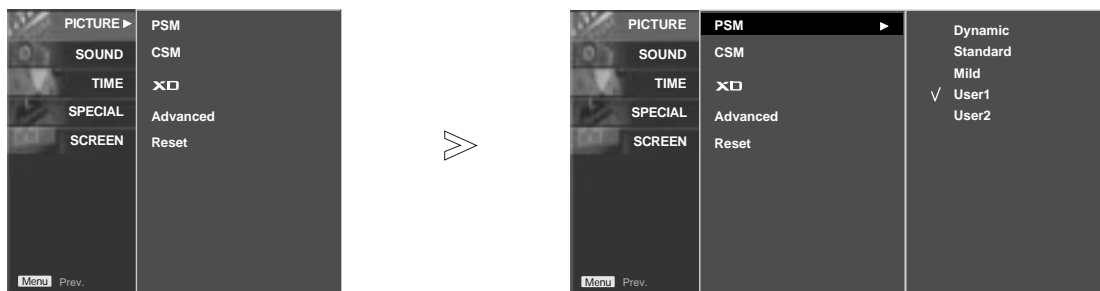 PICTURE ►
SOUND
TIME
SPECIAL
SCREEN
PSM
CSM
XD
Advanced
Reset
Menu Prev.
PICTURE
SOUND
TIME
SPECIAL
SCREEN
PSM ►
CSM
XD
Advanced
Reset
Dynamic
Standard
Mild
√ User1
User2
Menu Prev.